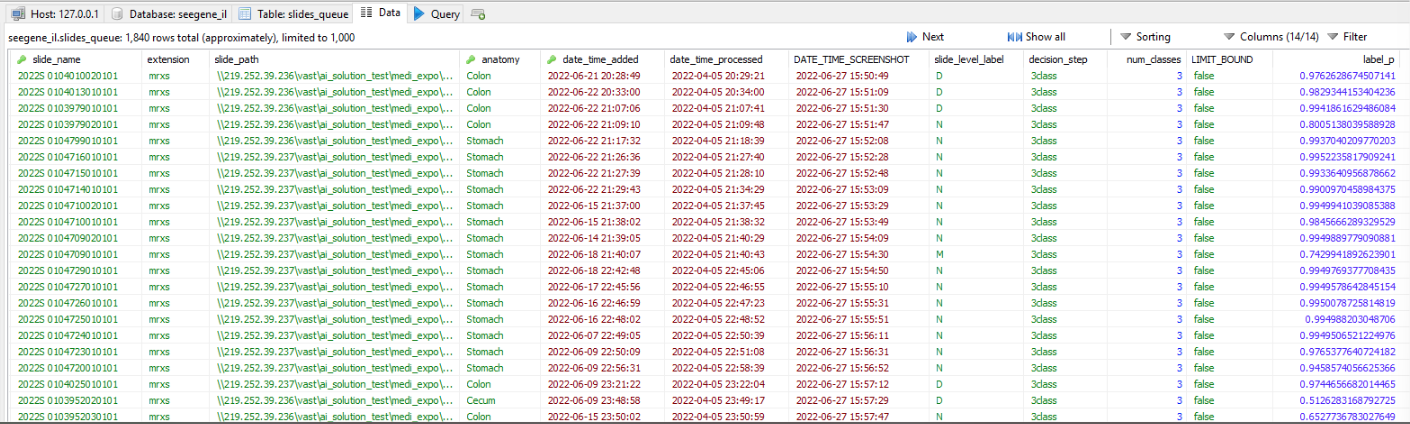 Host: 127.0.0.1 Database: seegene_il Table: slides_queue Data Query
seegene_il.slides_queue: 1,840 rows total (approximately), limited to 1,000 Next Show all Sorting Columns (14/14) Filter
slide_name extension slide_path anatomy date_time_added date_time_processed DATE_TIME_SCREENSHOT slide_level_label decision_step num_classes LIMIT_BOUND label_p
2022S 0104010020101 mrxs \\219.252.39.236\vast\ai_solution_test\medi_expo\... Colon 2022-06-21 20:28:49 2022-04-05 20:29:21 2022-06-27 15:50:49 D 3class 3 false 0.9762628674507141
2022S 0104013010101 mrxs \\219.252.39.236\vast\ai_solution_test\medi_expo\... Colon 2022-06-22 20:33:00 2022-04-05 20:34:00 2022-06-27 15:51:09 D 3class 3 false 0.9829344153404236
2022S 0103979010101 mrxs \\219.252.39.236\vast\ai_solution_test\medi_expo\... Colon 2022-06-22 21:07:06 2022-04-05 21:07:41 2022-06-27 15:51:30 D 3class 3 false 0.9941861629486084
2022S 0103979020101 mrxs \\219.252.39.236\vast\ai_solution_test\medi_expo\... Colon 2022-06-22 21:09:10 2022-04-05 21:09:48 2022-06-27 15:51:47 N 3class 3 false 0.8005138039588928
2022S 0104799010101 mrxs \\219.252.39.236\vast\ai_solution_test\medi_expo\... Stomach 2022-06-22 21:17:32 2022-04-05 21:18:39 2022-06-27 15:52:08 N 3class 3 false 0.9937040209770203
2022S 0104716010101 mrxs \\219.252.39.237\vast\ai_solution_test\medi_expo\... Stomach 2022-06-22 21:26:36 2022-04-05 21:27:40 2022-06-27 15:52:28 N 3class 3 false 0.9952235817909241
2022S 0104715010101 mrxs \\219.252.39.237\vast\ai_solution_test\medi_expo\... Stomach 2022-06-22 21:27:39 2022-04-05 21:28:10 2022-06-27 15:52:48 N 3class 3 false 0.9933640956878662
2022S 0104714010101 mrxs \\219.252.39.237\vast\ai_solution_test\medi_expo\... Stomach 2022-06-22 21:29:43 2022-04-05 21:34:29 2022-06-27 15:53:09 N 3class 3 false 0.9900970458984375
2022S 0104710020101 mrxs \\219.252.39.237\vast\ai_solution_test\medi_expo\... Stomach 2022-06-15 21:37:00 2022-04-05 21:37:45 2022-06-27 15:53:29 N 3class 3 false 0.9949941039085388
2022S 0104710010101 mrxs \\219.252.39.237\vast\ai_solution_test\medi_expo\... Stomach 2022-06-15 21:38:02 2022-04-05 21:38:32 2022-06-27 15:53:49 N 3class 3 false 0.9845666289329529
2022S 0104709020101 mrxs \\219.252.39.237\vast\ai_solution_test\medi_expo\... Stomach 2022-06-14 21:39:05 2022-04-05 21:40:29 2022-06-27 15:54:09 N 3class 3 false 0.9949889779090881
2022S 0104709010101 mrxs \\219.252.39.237\vast\ai_solution_test\medi_expo\... Stomach 2022-06-18 21:40:07 2022-04-05 21:40:43 2022-06-27 15:54:30 M 3class 3 false 0.7429941892623901
2022S 0104729010101 mrxs \\219.252.39.237\vast\ai_solution_test\medi_expo\... Stomach 2022-06-18 22:42:48 2022-04-05 22:45:06 2022-06-27 15:54:50 N 3class 3 false 0.9949769377708435
2022S 0104727010101 mrxs \\219.252.39.237\vast\ai_solution_test\medi_expo\... Stomach 2022-06-17 22:45:56 2022-04-05 22:46:55 2022-06-27 15:55:10 N 3class 3 false 0.9949578642845154
2022S 0104726010101 mrxs \\219.252.39.237\vast\ai_solution_test\medi_expo\... Stomach 2022-06-16 22:46:59 2022-04-05 22:47:23 2022-06-27 15:55:31 N 3class 3 false 0.9950078725814819
2022S 0104725010101 mrxs \\219.252.39.237\vast\ai_solution_test\medi_expo\... Stomach 2022-06-16 22:48:02 2022-04-05 22:48:52 2022-06-27 15:55:51 N 3class 3 false 0.994988203048706
2022S 0104724010101 mrxs \\219.252.39.237\vast\ai_solution_test\medi_expo\... Stomach 2022-06-07 22:49:05 2022-04-05 22:50:39 2022-06-27 15:56:11 N 3class 3 false 0.9949506521224976
2022S 0104723010101 mrxs \\219.252.39.237\vast\ai_solution_test\medi_expo\... Stomach 2022-06-09 22:50:09 2022-04-05 22:51:08 2022-06-27 15:56:31 N 3class 3 false 0.9765377640724182
2022S 0104720010101 mrxs \\219.252.39.237\vast\ai_solution_test\medi_expo\... Stomach 2022-06-09 22:56:31 2022-04-05 22:58:39 2022-06-27 15:56:52 N 3class 3 false 0.9458574056625366
2022S 0104025010101 mrxs \\219.252.39.237\vast\ai_solution_test\medi_expo\... Colon 2022-06-09 23:21:22 2022-04-05 23:22:04 2022-06-27 15:57:12 D 3class 3 false 0.9744656682014465
2022S 0103952020101 mrxs \\219.252.39.237\vast\ai_solution_test\medi_expo\... Cecum 2022-06-09 23:48:58 2022-04-05 23:49:17 2022-06-27 15:57:29 D 3class 3 false 0.5126283168792725
2022S 0103952030101 mrxs \\219.252.39.237\vast\ai_solution_test\medi_expo\... Colon 2022-06-15 23:50:02 2022-04-05 23:50:59 2022-06-27 15:57:47 N 3class 3 false 0.6527736783027649